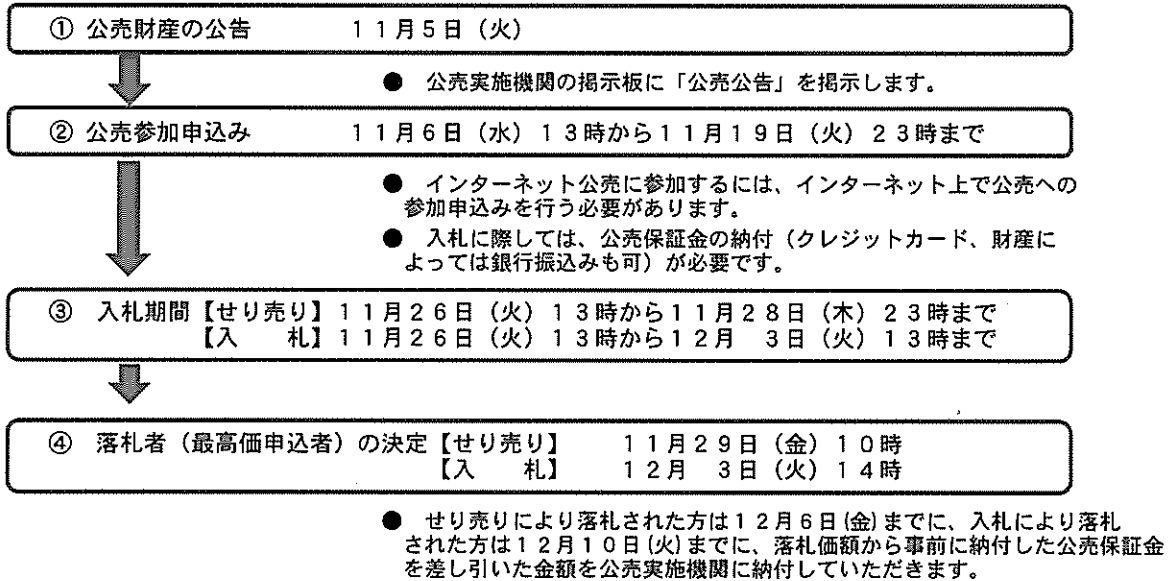 ① 公売財産の公告　　　１１月５日（火）
● 公売実施機関の掲示板に「公売公告」を掲示します。
② 公売参加申込み　　　１１月６日（水）１３時から１１月１９日（火）２３時まで
● インターネット公売に参加するには、インターネット上で公売への
参加申込みを行う必要があります。
● 入札に際しては、公売保証金の納付（クレジットカード、財産に
よっては銀行振込みも可）が必要です。
③ 入札期間【せり売り】１１月２６日（火）１３時から１１月２８日（木）２３時まで
【入　　札】１１月２６日（火）１３時から１２月　３日（火）１３時まで
④ 落札者（最高価申込者）の決定【せり売り】　　１１月２９日（金）１０時
【入　　札】　　１２月　３日（火）１４時
● せり売りにより落札された方は１２月６日(金)までに、入札により落札
された方は１２月１０日(火)までに、落札価額から事前に納付した公売保証金
を差し引いた金額を公売実施機関に納付していただきます。